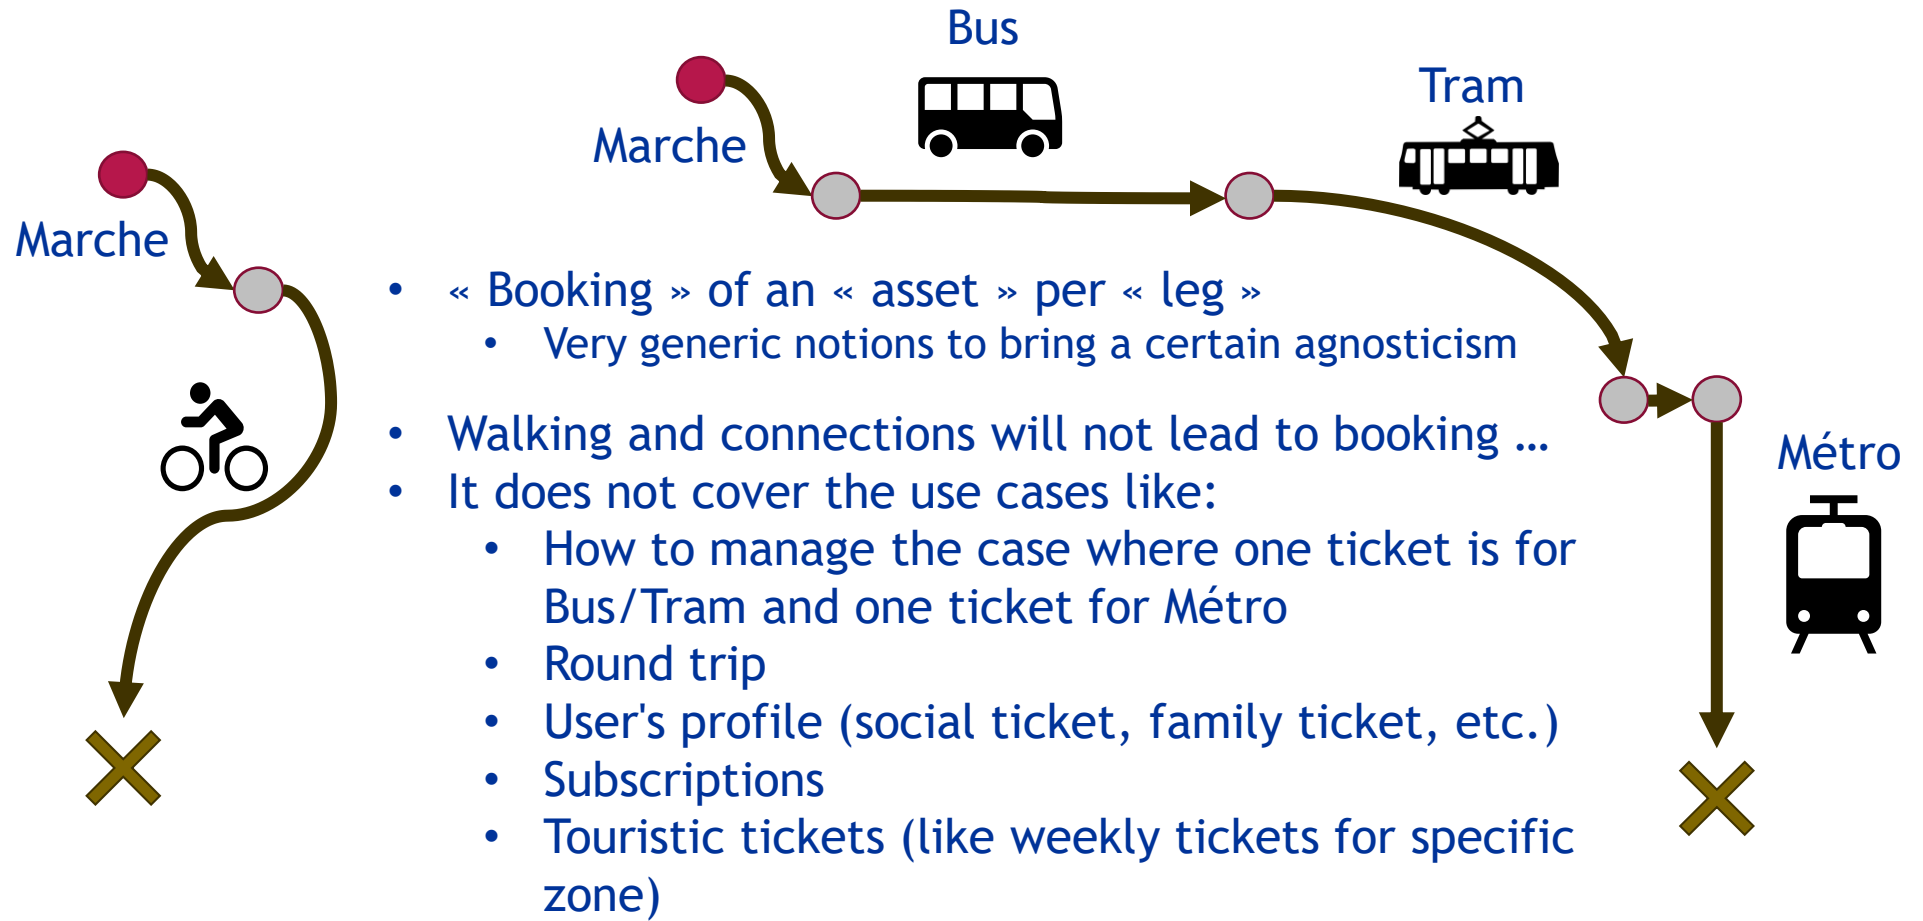 Bus
Tram
Marche
Marche
• « Booking » of an « asset » per « leg »
• Very generic notions to bring a certain agnosticism
• Walking and connections will not lead to booking …
Métro
• It does not cover the use cases like:
• How to manage the case where one ticket is for
Bus/Tram and one ticket for Métro
• Round trip
• User's profile (social ticket, family ticket, etc.)
• Subscriptions
• Touristic tickets (like weekly tickets for specific
zone)